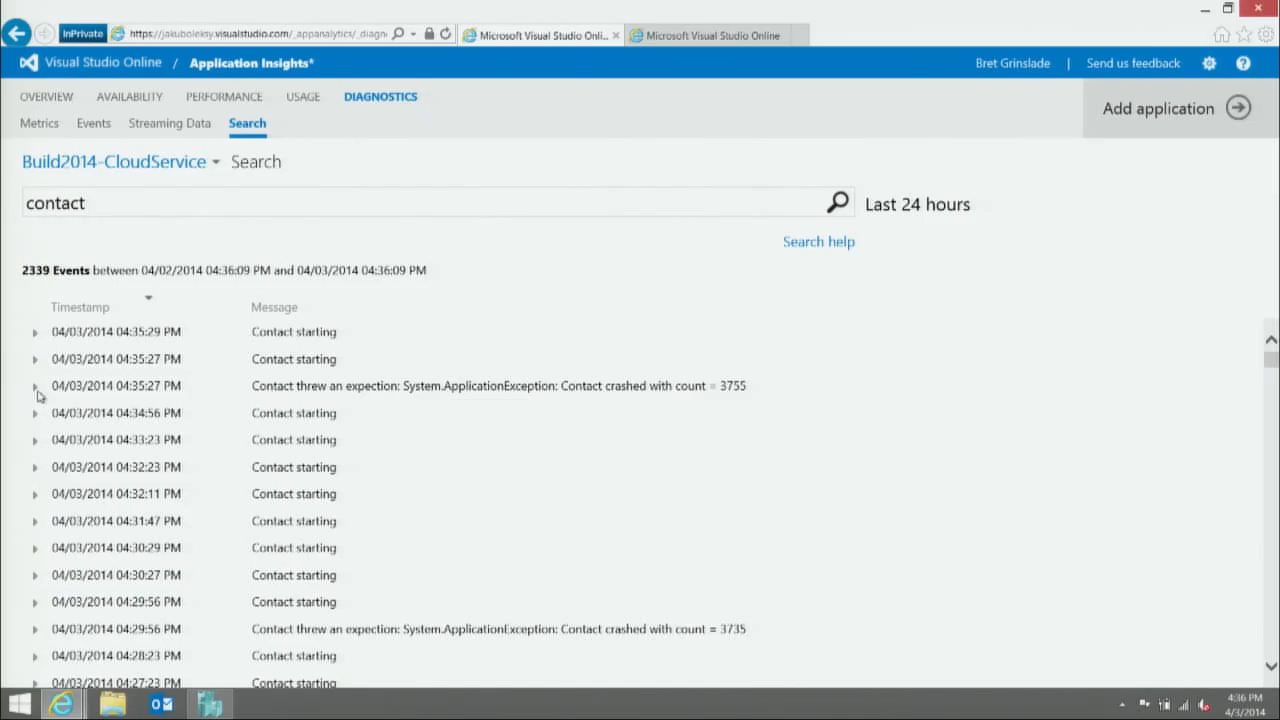 InPrivate https://jakuboleksy.visualstudio.com/_appanalytics/_diagn Microsoft Visual Studio Onli... Microsoft Visual Studio Online
Visual Studio Online / Application Insights* Bret Grinslade | Send us feedback
OVERVIEW AVAILABILITY PERFORMANCE USAGE DIAGNOSTICS
Add application
Metrics Events Streaming Data Search
Build2014-CloudService Search
contact Last 24 hours
Search help
2339 Events between 04/02/2014 04:36:09 PM and 04/03/2014 04:36:09 PM
Timestamp Message
04/03/2014 04:35:29 PM Contact starting
04/03/2014 04:35:27 PM Contact starting
04/03/2014 04:35:27 PM Contact threw an expection: System.ApplicationException: Contact crashed with count = 3755
04/03/2014 04:34:56 PM Contact starting
04/03/2014 04:33:23 PM Contact starting
04/03/2014 04:32:23 PM Contact starting
04/03/2014 04:32:11 PM Contact starting
04/03/2014 04:31:47 PM Contact starting
04/03/2014 04:30:29 PM Contact starting
04/03/2014 04:30:27 PM Contact starting
04/03/2014 04:29:56 PM Contact starting
04/03/2014 04:29:56 PM Contact threw an expection: System.ApplicationException: Contact crashed with count = 3735
04/03/2014 04:28:23 PM Contact starting
04/03/2014 04:27:23 PM Contact starting
4:36 PM
4/3/2014